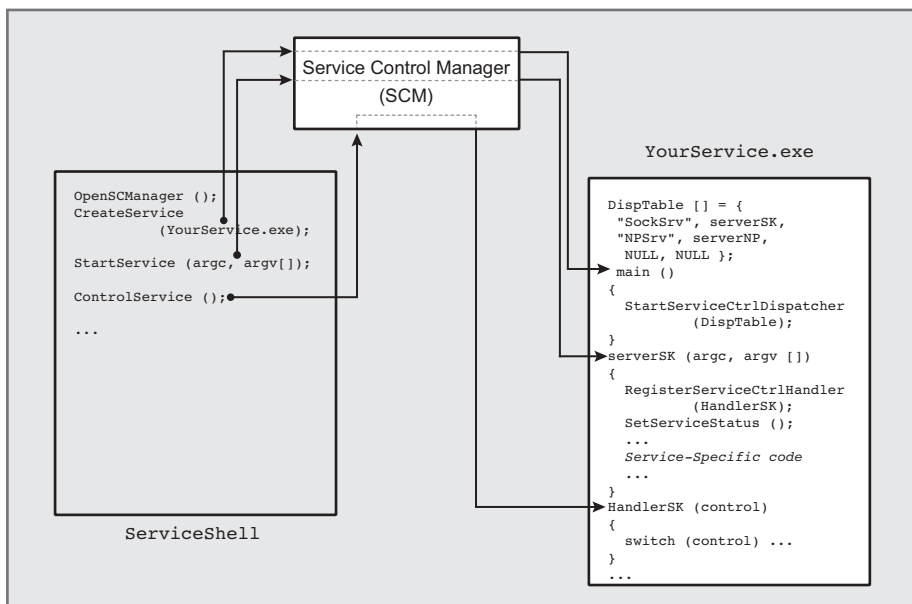 Service Control Manager
(SCM)
OpenSCManager ();
CreateService
(YourService.exe);
StartService (argc, argv[]);
ControlService ();
...
ServiceShell
YourService.exe
DispTable [] = {
"SockSrv", serverSK,
"NPSrv", serverNP,
NULL, NULL };
main ()
{
StartServiceCtrlDispatcher
(DispTable);
}
serverSK (argc, argv [])
{
RegisterServiceCtrlHandler
(HandlerSK);
SetServiceStatus ();
...
Service-Specific code
...
}
HandlerSK (control)
{
switch (control) ...
}
...